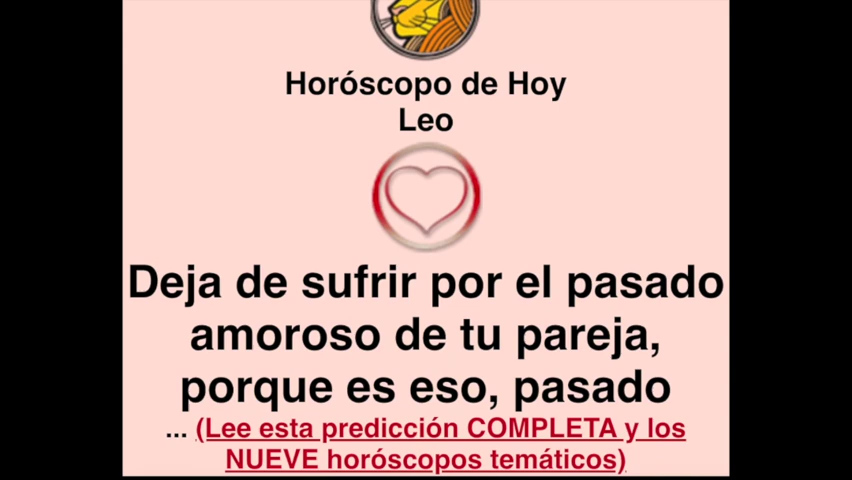 Horóscopo de Hoy
Leo
Deja de sufrir por el pasado
amoroso de tu pareja,
porque es eso, pasado
... (Lee esta predicción COMPLETA y los
NUEVE horóscopos temáticos)